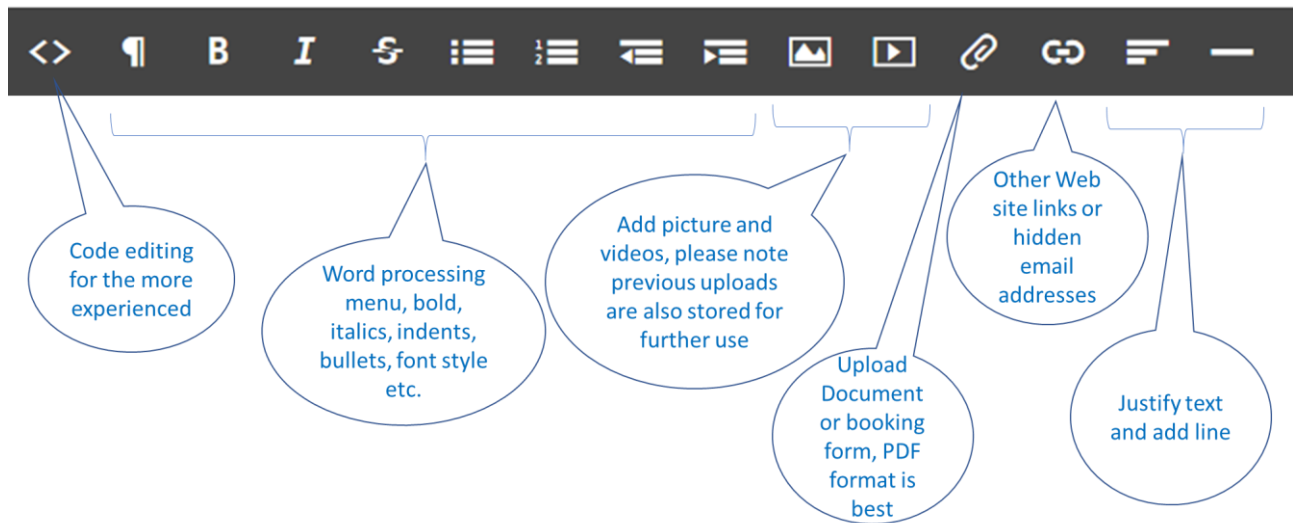 B
I
S
1
2
Code editing
for the more
experienced
Word processing
menu, bold,
italics, indents,
bullets, font style
etc.
Add picture and
videos, please note
previous uploads
are also stored for
further use
Upload
Document
or booking
form, PDF
format is
best
Other Web
site links or
hidden
email
addresses
Justify text
and add line